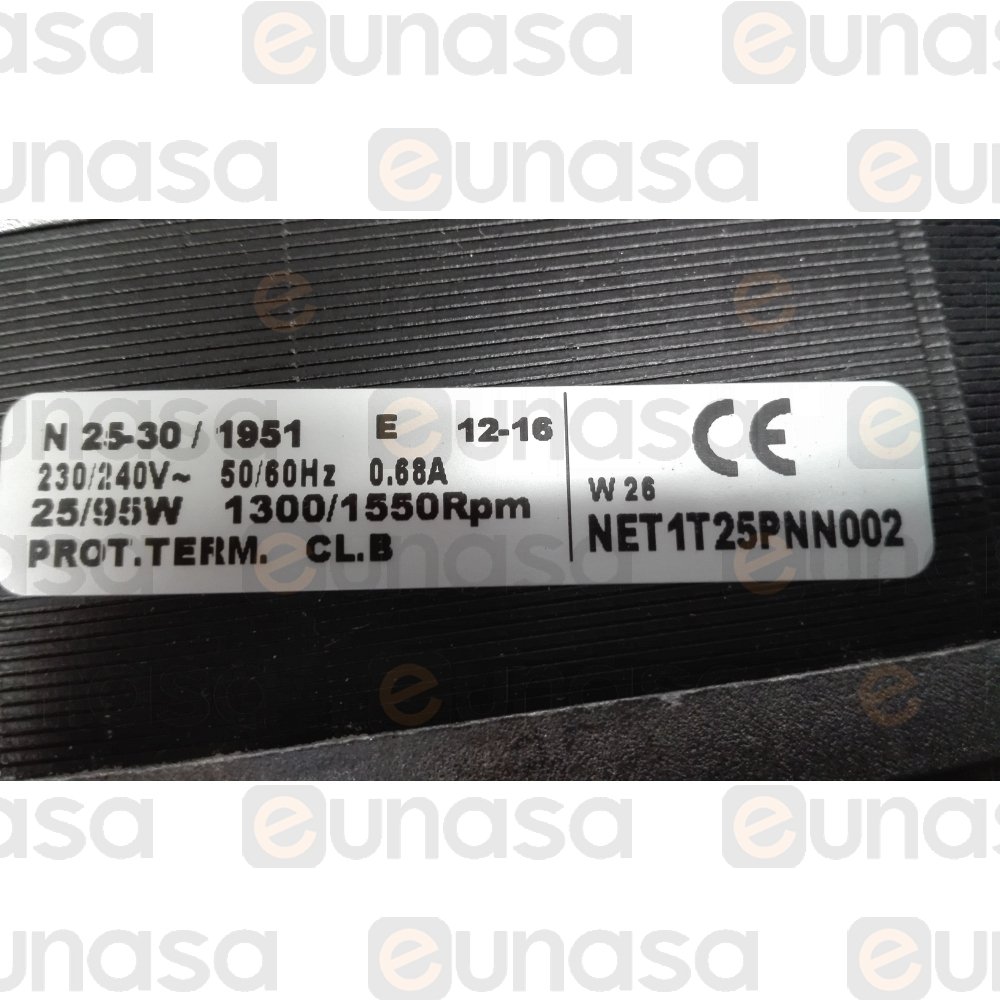 eunasa
N 25-30 / 1951 E 12-16
230/240V~ 50/60Hz 0.68A
25/95W 1300/1550Rpm
PROT.TERM. CL.B
CE
W 26
NET1T25PNN002